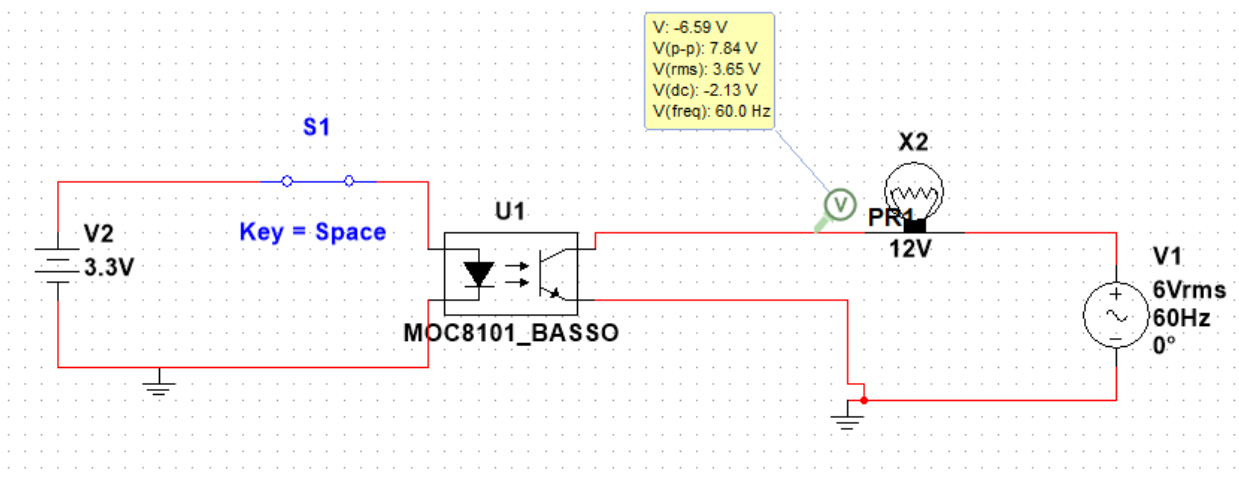 V: -6.59 V
V(p-p): 7.84 V
V(rms): 3.65 V
V(dc): -2.13 V
V(freq): 60.0 Hz
S1
X2
V
PR1
U1
Key = Space
V2
3.3V
12V
V1
6Vrms
60Hz
0°
MOC8101_BASSO